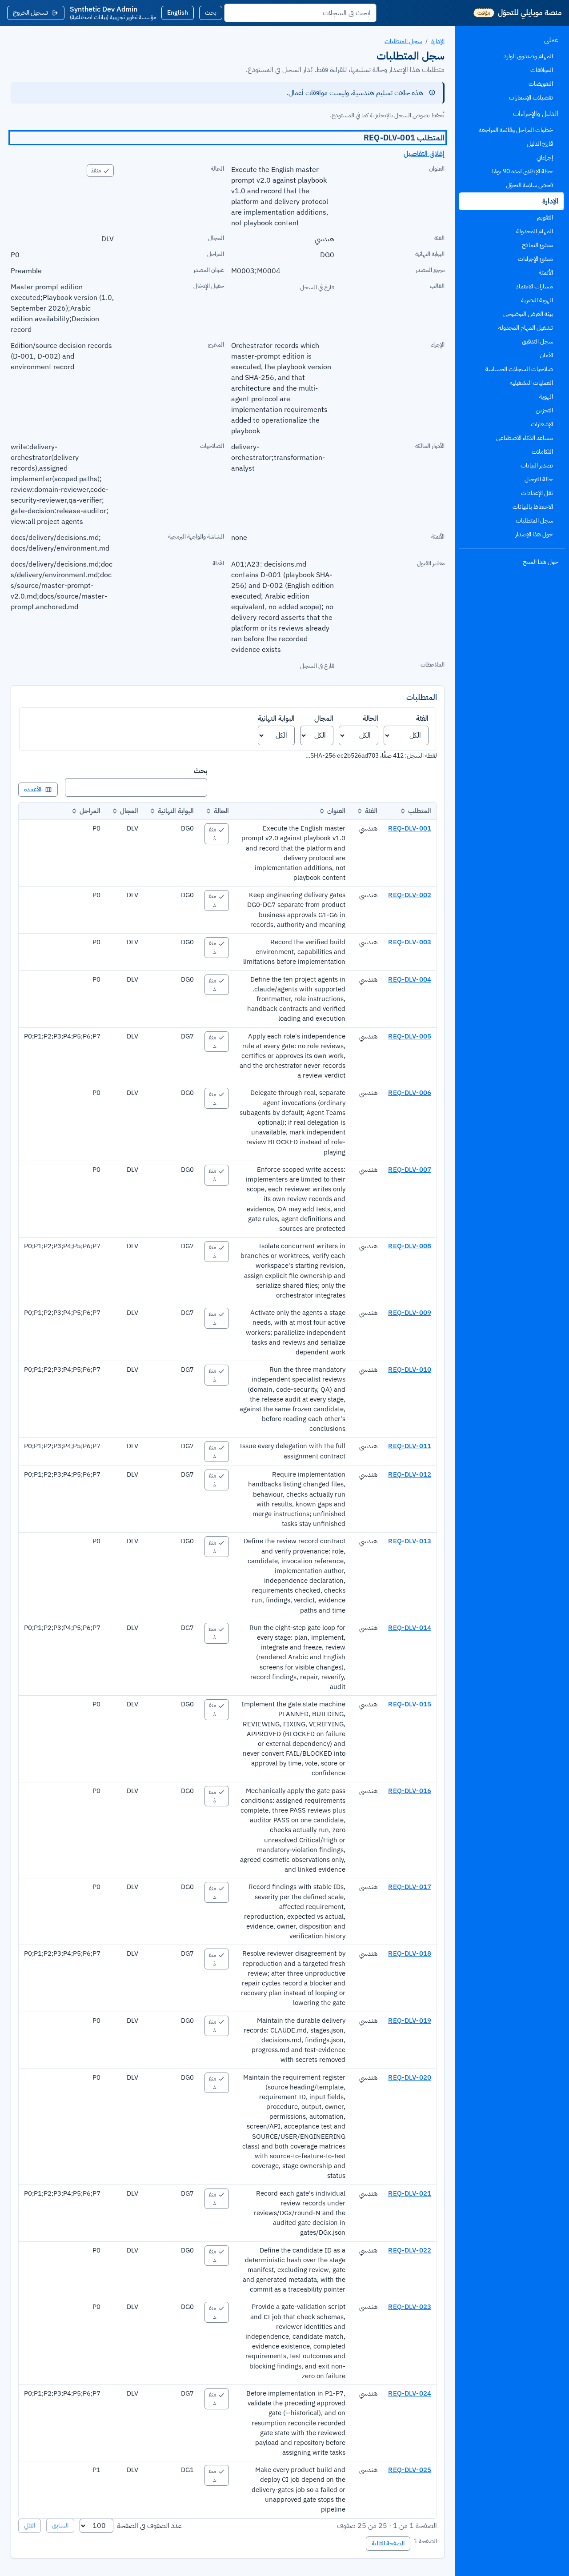 منصة موبايلي للتحوّل مؤقت
ابحث في السجلات
بحث
English
Synthetic Dev Admin
مؤسسة تطوير تجريبية (بيانات اصطناعية)
تسجيل الخروج
عملي
المهام وصندوق الوارد
الموافقات
التفويضات
تفضيلات الإشعارات
الدليل والإجراءات
خطوات المراحل وقائمة المراجعة
قارئ الدليل
إجراءاتي
خطة الإطلاق لمدة 90 يومًا
فحص سلامة المحوّل
الإدارة
التقويم
المهام المجدولة
مستودع النماذج
مستودع الإجراءات
الأتمتة
مسارات الاعتماد
الهوية البصرية
بيئة العرض التوضيحي
تشغيل المهام المجدولة
سجل التدقيق
الأمان
صلاحيات السجلات الحساسة
العمليات التشغيلية
الهوية
التخزين
الإشعارات
مساعد الذكاء الاصطناعي
التكاملات
تصدير البيانات
حالة الترحيل
نقل الإعدادات
الاحتفاظ بالبيانات
سجل المتطلبات
حول هذا الإصدار
حول هذا المنتج
الإدارة / سجل المتطلبات
سجل المتطلبات
متطلبات هذا الإصدار وحالة تسليمها، للقراءة فقط. يُدار السجل في المستودع.
هذه حالات تسليم هندسية، وليست موافقات أعمال.
تُحفظ نصوص السجل بالإنجليزية كما في المستودع.
المتطلب REQ-DLV-001
إغلاق التفاصيل
العنوان
Execute the English master
prompt v2.0 against playbook
v1.0 and record that the
platform and delivery protocol
are implementation additions,
not playbook content
الحالة
منفذ
الفئة
هندسي
المجال
DLV
البوابة النهائية
DG0
المراحل
P0
مرجع المصدر
M0003;M0004
عنوان المصدر
Preamble
القالب
فارغ في السجل
حقول الإدخال
Master prompt edition
executed;Playbook version (1.0,
September 2026);Arabic
edition availability;Decision
record
الإجراء
Orchestrator records which
master-prompt edition is
executed, the playbook version
and SHA-256, and that
architecture and the multi-
agent protocol are
implementation requirements
added to operationalize the
playbook
المخرج
Edition/source decision records
(D-001, D-002) and
environment record
الأدوار المالكة
delivery-
orchestrator;transformation-
analyst
الصلاحيات
write:delivery-
orchestrator(delivery
records),assigned
implementer(scoped paths);
review:domain-reviewer,code-
security-reviewer,qa-verifier;
gate-decision:release-auditor;
view:all project agents
الأتمتة
none
الشاشة والواجهة البرمجية
docs/delivery/decisions.md;
docs/delivery/environment.md
معايير القبول
A01;A23: decisions.md
contains D-001 (playbook SHA-
256) and D-002 (English edition
executed; Arabic edition
equivalent, no added scope); no
delivery record asserts that the
platform or its reviews already
ran before the recorded
evidence exists
الأدلة
docs/delivery/decisions.md;doc
s/delivery/environment.md;doc
s/source/master-prompt-
v2.0.md;docs/source/master-
prompt.anchored.md
الملاحظات
فارغ في السجل
المتطلبات
الفئة
الكل
الحالة
الكل
المجال
الكل
البوابة النهائية
الكل
لقطة السجل: 412 صفًا، SHA-256 ec2b526ad703...
بحث
الأعمدة
المتطلب الفئة العنوان الحالة البوابة النهائية المجال المراحل
REQ-DLV-001 هندسي
Execute the English master
prompt v2.0 against playbook v1.0
and record that the platform and
delivery protocol are
implementation additions, not
playbook content
منفذ DG0 DLV P0
REQ-DLV-002 هندسي
Keep engineering delivery gates
DG0-DG7 separate from product
business approvals G1-G6 in
records, authority and meaning
منفذ DG0 DLV P0
REQ-DLV-003 هندسي
Record the verified build
environment, capabilities and
limitations before implementation
منفذ DG0 DLV P0
REQ-DLV-004 هندسي
Define the ten project agents in
.claude/agents with supported
frontmatter, role instructions,
handback contracts and verified
loading and execution
منفذ DG0 DLV P0
REQ-DLV-005 هندسي
Apply each role's independence
rule at every gate: no role reviews,
certifies or approves its own work,
and the orchestrator never records
a review verdict
منفذ DG7 DLV P0;P1;P2;P3;P4;P5;P6;P7
REQ-DLV-006 هندسي
Delegate through real, separate
agent invocations (ordinary
subagents by default; Agent Teams
optional); if real delegation is
unavailable, mark independent
review BLOCKED instead of role-
playing
منفذ DG0 DLV P0
REQ-DLV-007 هندسي
Enforce scoped write access:
implementers are limited to their
scope, each reviewer writes only
its own review records and
evidence, QA may add tests, and
gate rules, agent definitions and
sources are protected
منفذ DG0 DLV P0
REQ-DLV-008 هندسي
Isolate concurrent writers in
branches or worktrees, verify each
workspace's starting revision,
assign explicit file ownership and
serialize shared files; only the
orchestrator integrates
منفذ DG7 DLV P0;P1;P2;P3;P4;P5;P6;P7
REQ-DLV-009 هندسي
Activate only the agents a stage
needs, with at most four active
workers; parallelize independent
tasks and reviews and serialize
dependent work
منفذ DG7 DLV P0;P1;P2;P3;P4;P5;P6;P7
REQ-DLV-010 هندسي
Run the three mandatory
independent specialist reviews
(domain, code-security, QA) and
the release audit at every stage,
against the same frozen candidate,
before reading each other's
conclusions
منفذ DG7 DLV P0;P1;P2;P3;P4;P5;P6;P7
REQ-DLV-011 هندسي
Issue every delegation with the full
assignment contract
منفذ DG7 DLV P0;P1;P2;P3;P4;P5;P6;P7
REQ-DLV-012 هندسي
Require implementation
handbacks listing changed files,
behaviour, checks actually run
with results, known gaps and
merge instructions; unfinished
tasks stay unfinished
منفذ DG7 DLV P0;P1;P2;P3;P4;P5;P6;P7
REQ-DLV-013 هندسي
Define the review record contract
and verify provenance: role,
candidate, invocation reference,
implementation author,
independence declaration,
requirements checked, checks
run, findings, verdict, evidence
paths and time
منفذ DG0 DLV P0
REQ-DLV-014 هندسي
Run the eight-step gate loop for
every stage: plan, implement,
integrate and freeze, review
(rendered Arabic and English
screens for visible changes),
record findings, repair, reverify,
audit
منفذ DG7 DLV P0;P1;P2;P3;P4;P5;P6;P7
REQ-DLV-015 هندسي
Implement the gate state machine
PLANNED, BUILDING,
REVIEWING, FIXING, VERIFYING,
APPROVED (BLOCKED on failure
or external dependency) and
never convert FAIL/BLOCKED into
approval by time, vote, score or
confidence
منفذ DG0 DLV P0
REQ-DLV-016 هندسي
Mechanically apply the gate pass
conditions: assigned requirements
complete, three PASS reviews plus
auditor PASS on one candidate,
checks actually run, zero
unresolved Critical/High or
mandatory-violation findings,
agreed cosmetic observations only,
and linked evidence
منفذ DG0 DLV P0
REQ-DLV-017 هندسي
Record findings with stable IDs,
severity per the defined scale,
affected requirement,
reproduction, expected vs actual,
evidence, owner, disposition and
verification history
منفذ DG0 DLV P0
REQ-DLV-018 هندسي
Resolve reviewer disagreement by
reproduction and a targeted fresh
review; after three unproductive
repair cycles record a blocker and
recovery plan instead of looping or
lowering the gate
منفذ DG7 DLV P0;P1;P2;P3;P4;P5;P6;P7
REQ-DLV-019 هندسي
Maintain the durable delivery
records: CLAUDE.md, stages.json,
decisions.md, findings.json,
progress.md and test-evidence
with secrets removed
منفذ DG0 DLV P0
REQ-DLV-020 هندسي
Maintain the requirement register
(source heading/template,
requirement ID, input fields,
procedure, output, owner,
permissions, automation,
screen/API, acceptance test and
SOURCE/USER/ENGINEERING
class) and both coverage matrices
with source-to-feature-to-test
coverage, stage ownership and
status
منفذ DG0 DLV P0
REQ-DLV-021 هندسي
Record each gate's individual
review records under
reviews/DGx/round-N and the
audited gate decision in
gates/DGx.json
منفذ DG7 DLV P0;P1;P2;P3;P4;P5;P6;P7
REQ-DLV-022 هندسي
Define the candidate ID as a
deterministic hash over the stage
manifest, excluding review, gate
and generated metadata, with the
commit as a traceability pointer
منفذ DG0 DLV P0
REQ-DLV-023 هندسي
Provide a gate-validation script
and CI job that check schemas,
reviewer identities and
independence, candidate match,
evidence existence, completed
requirements, test outcomes and
blocking findings, and exit non-
zero on failure
منفذ DG0 DLV P0
REQ-DLV-024 هندسي
Before implementation in P1-P7,
validate the preceding approved
gate (--historical), and on
resumption reconcile recorded
gate state with the reviewed
payload and repository before
assigning write tasks
منفذ DG7 DLV P0;P1;P2;P3;P4;P5;P6;P7
REQ-DLV-025 هندسي
Make every product build and
deploy CI job depend on the
delivery-gates job so a failed or
unapproved gate stops the
pipeline
منفذ DG1 DLV P1
الصفحة 1 من 1 · 25 من 25 صفوف
عدد الصفوف في الصفحة
100
السابق
التالي
الصفحة 1
الصفحة التالية